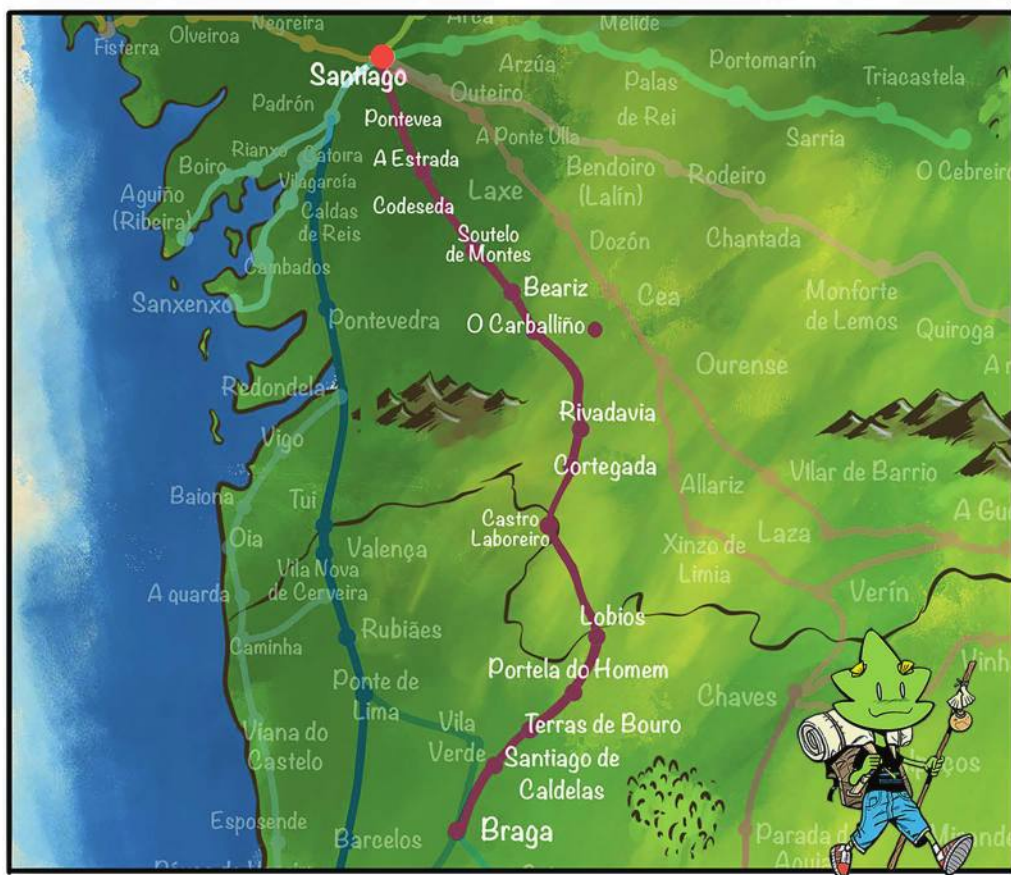 Fisterra
Olveiroa
Negreira
Arca
Melide
Santiago
Arzúa
Portomarín
Triacastela
Padrón
Outeiro
Palas
de Rei
Pontevea
A Ponte Ulla
Sarria
O Cebreiro
Boiro
Rianxo
Catoira
A Estrada
Bendoiro
(Lalín)
Rodeiro
Aguiño
(Ribeira)
Vilagarcía
Caldas
de Reis
Codeseda
Laxe
Soutelo
de Montes
Dozón
Chantada
Cambados
Sanxenxo
Beariz
Cea
Monforte
de Lemos
Pontevedra
O Carballiño
Quiroga
Redondela
Ourense
Vigo
Rivadavia
Cortegada
Baiona
Tui
Allariz
Vilar de Barrio
Castro
Laboreiro
Laza
Oia
Valença
Xinzo de
Limia
Vila Nova
de Cerveira
Verín
A guarda
Caminha
Rubiães
Lobios
Portela do Homem
Ponte de
Lima
Chaves
Viana do
Castelo
Vila
Verde
Terras de Bouro
Santiago de
Caldelas
Esposende
Barcelos
Braga
Parada de